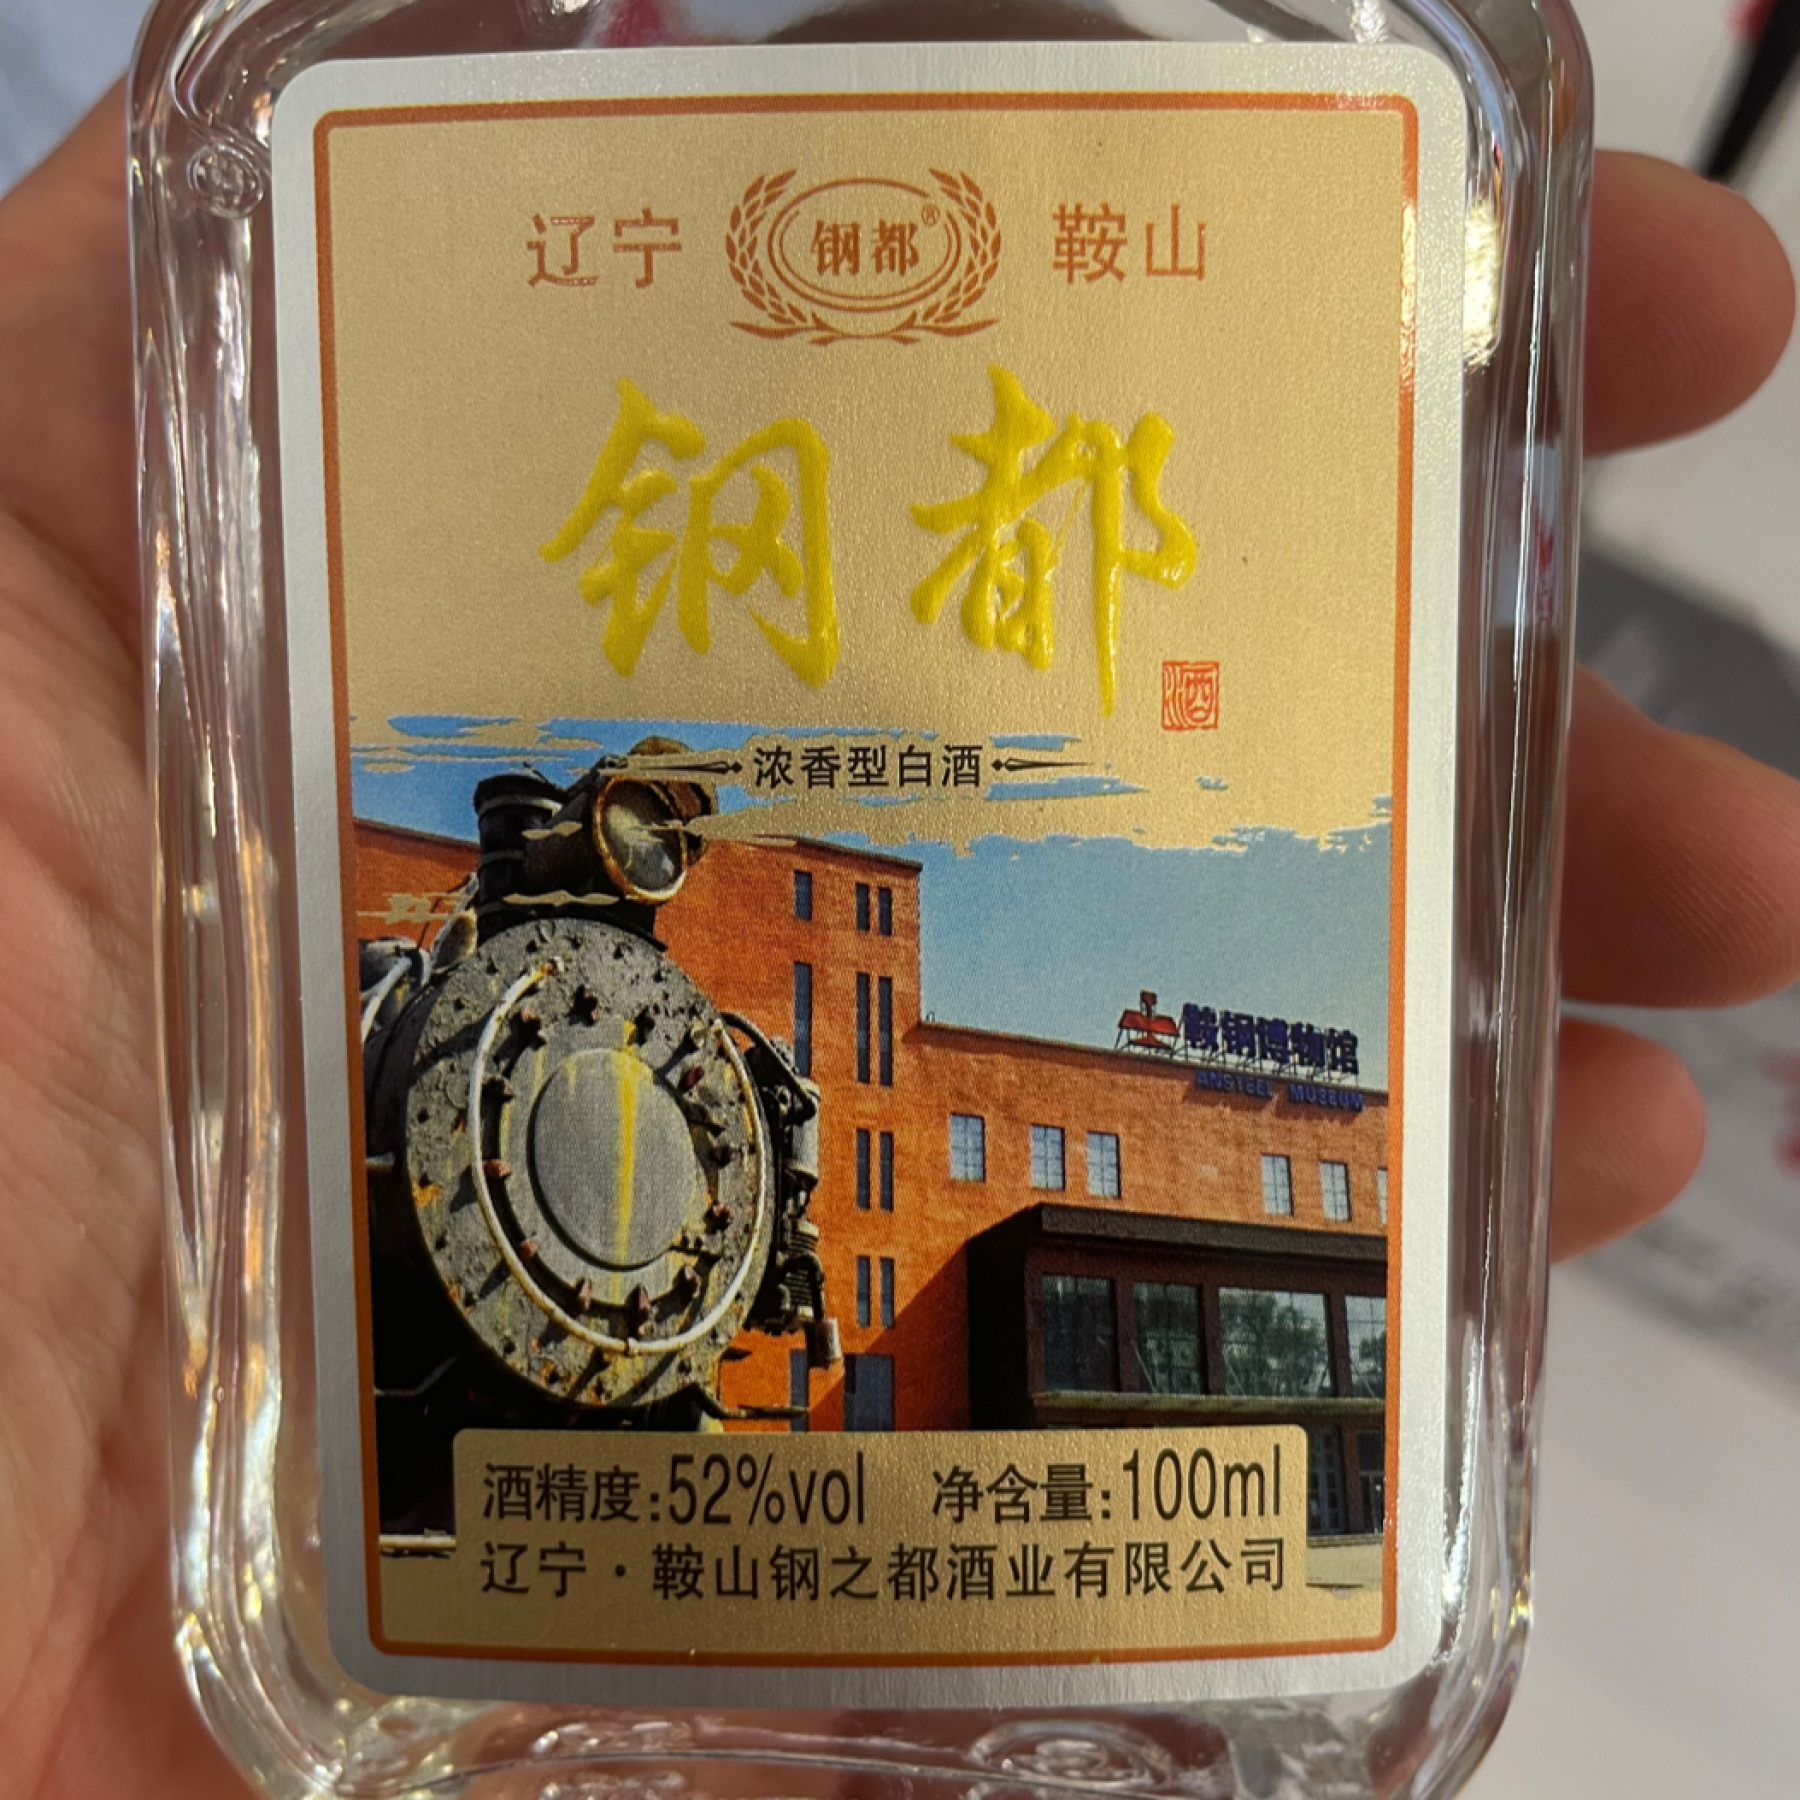 辽宁 钢都® 鞍山
钢都
酒
浓香型白酒
鞍钢博物馆
ANSTEEL MUSEUM
酒精度:52%vol 净含量:100ml
辽宁·鞍山钢之都酒业有限公司